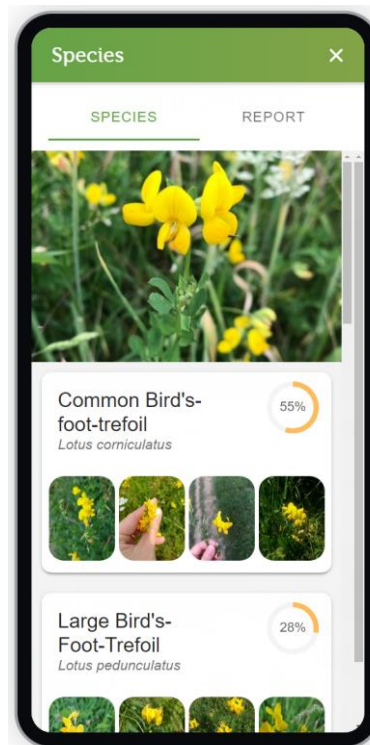 Species ×
SPECIES REPORT
Common Bird's-
foot-trefoil
55%
Lotus corniculatus
Large Bird's-
Foot-Trefoil
28%
Lotus pedunculatus